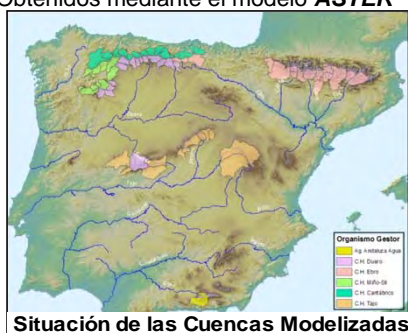 Obtenidos mediante el modelo ASTER
Organismo Gestor
Ag. Andaluza Agua
C.H. Duero
C.H. Ebro
C.H. Miño-Sil
C.H. Cantábrico
C.H. Tajo
Situación de las Cuencas Modelizadas